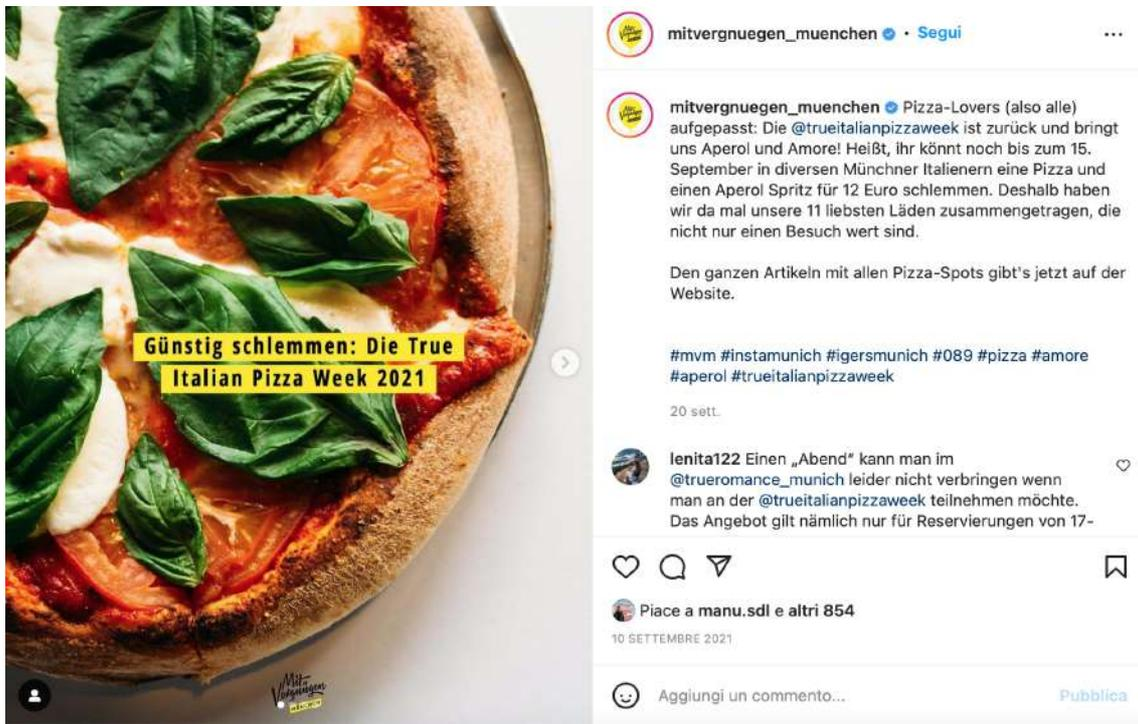 Günstig schlemmen: Die True
Italian Pizza Week 2021
Mit
Vergnügen
MÜNCHEN
mitvergnuegen_muenchen • Segui
mitvergnuegen_muenchen Pizza-Lovers (also alle)
aufgepasst: Die @trueitalianpizzaweek ist zurück und bringt
uns Aperol und Amore! Heißt, ihr könnt noch bis zum 15.
September in diversen Münchner Italienern eine Pizza und
einen Aperol Spritz für 12 Euro schlemmen. Deshalb haben
wir da mal unsere 11 liebsten Läden zusammengetragen, die
nicht nur einen Besuch wert sind.
Den ganzen Artikeln mit allen Pizza-Spots gibt's jetzt auf der
Website.
#mvm #instamunich #igersmunich #089 #pizza #amore
#aperol #trueitalianpizzaweek
20 sett.
lenita122 Einen „Abend“ kann man im
@trueromance_munich leider nicht verbringen wenn
man an der @trueitalianpizzaweek teilnehmen möchte.
Das Angebot gilt nämlich nur für Reservierungen von 17-
Piace a manu.sdl e altri 854
10 SETTEMBRE 2021
Aggiungi un commento... Pubblica